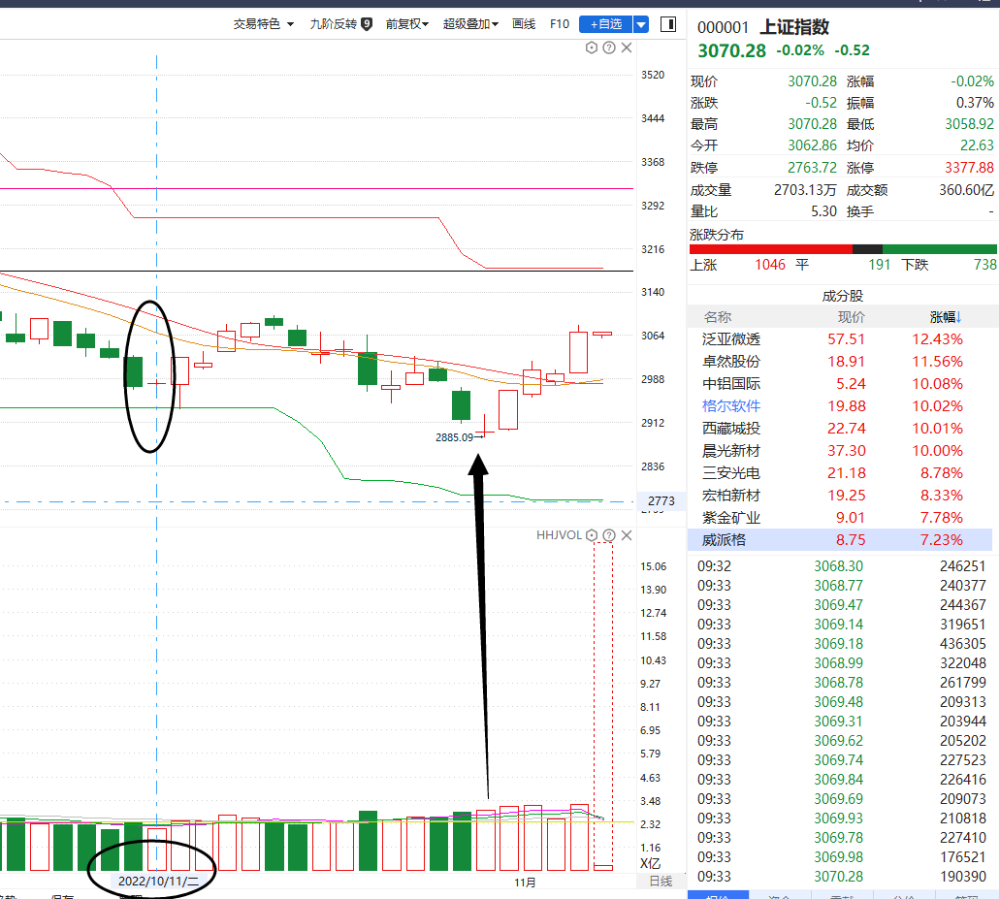 交易特色 九阶反转 9 前复权 超级叠加 画线 F10 +自选
3520
3444
3368
3292
3216
3140
3064
2988
2912
2836
2773
2885.09
HHJVOL
15.06
13.90
12.74
11.58
10.43
9.27
8.11
6.95
5.79
4.63
3.48
2.32
1.16
X亿
2022/10/11/二 11月 日线
000001 上证指数
3070.28 -0.02% -0.52
现价 3070.28 涨幅 -0.02%
涨跌 -0.52 振幅 0.37%
最高 3070.28 最低 3058.92
今开 3062.86 均价 22.63
跌停 2763.72 涨停 3377.88
成交量 2703.13万 成交额 360.60亿
量比 5.30 换手 -
涨跌分布
上涨 1046 平 191 下跌 738
成分股
名称 现价 涨幅↓
泛亚微透 57.51 12.43%
卓然股份 18.91 11.56%
中铝国际 5.24 10.08%
格尔软件 19.88 10.02%
西藏城投 22.74 10.01%
晨光新材 37.30 10.00%
三安光电 21.18 8.78%
宏柏新材 19.25 8.33%
紫金矿业 9.01 7.78%
威派格 8.75 7.23%
09:32 3068.30 246251
09:33 3068.77 240377
09:33 3069.47 244367
09:33 3069.14 319651
09:33 3069.18 436305
09:33 3068.99 322048
09:33 3068.78 261799
09:33 3069.48 209313
09:33 3069.31 203944
09:33 3069.62 205202
09:33 3069.74 227523
09:33 3069.84 226416
09:33 3069.69 209073
09:33 3069.93 210818
09:33 3069.78 227410
09:33 3069.98 176521
09:33 3070.28 190390